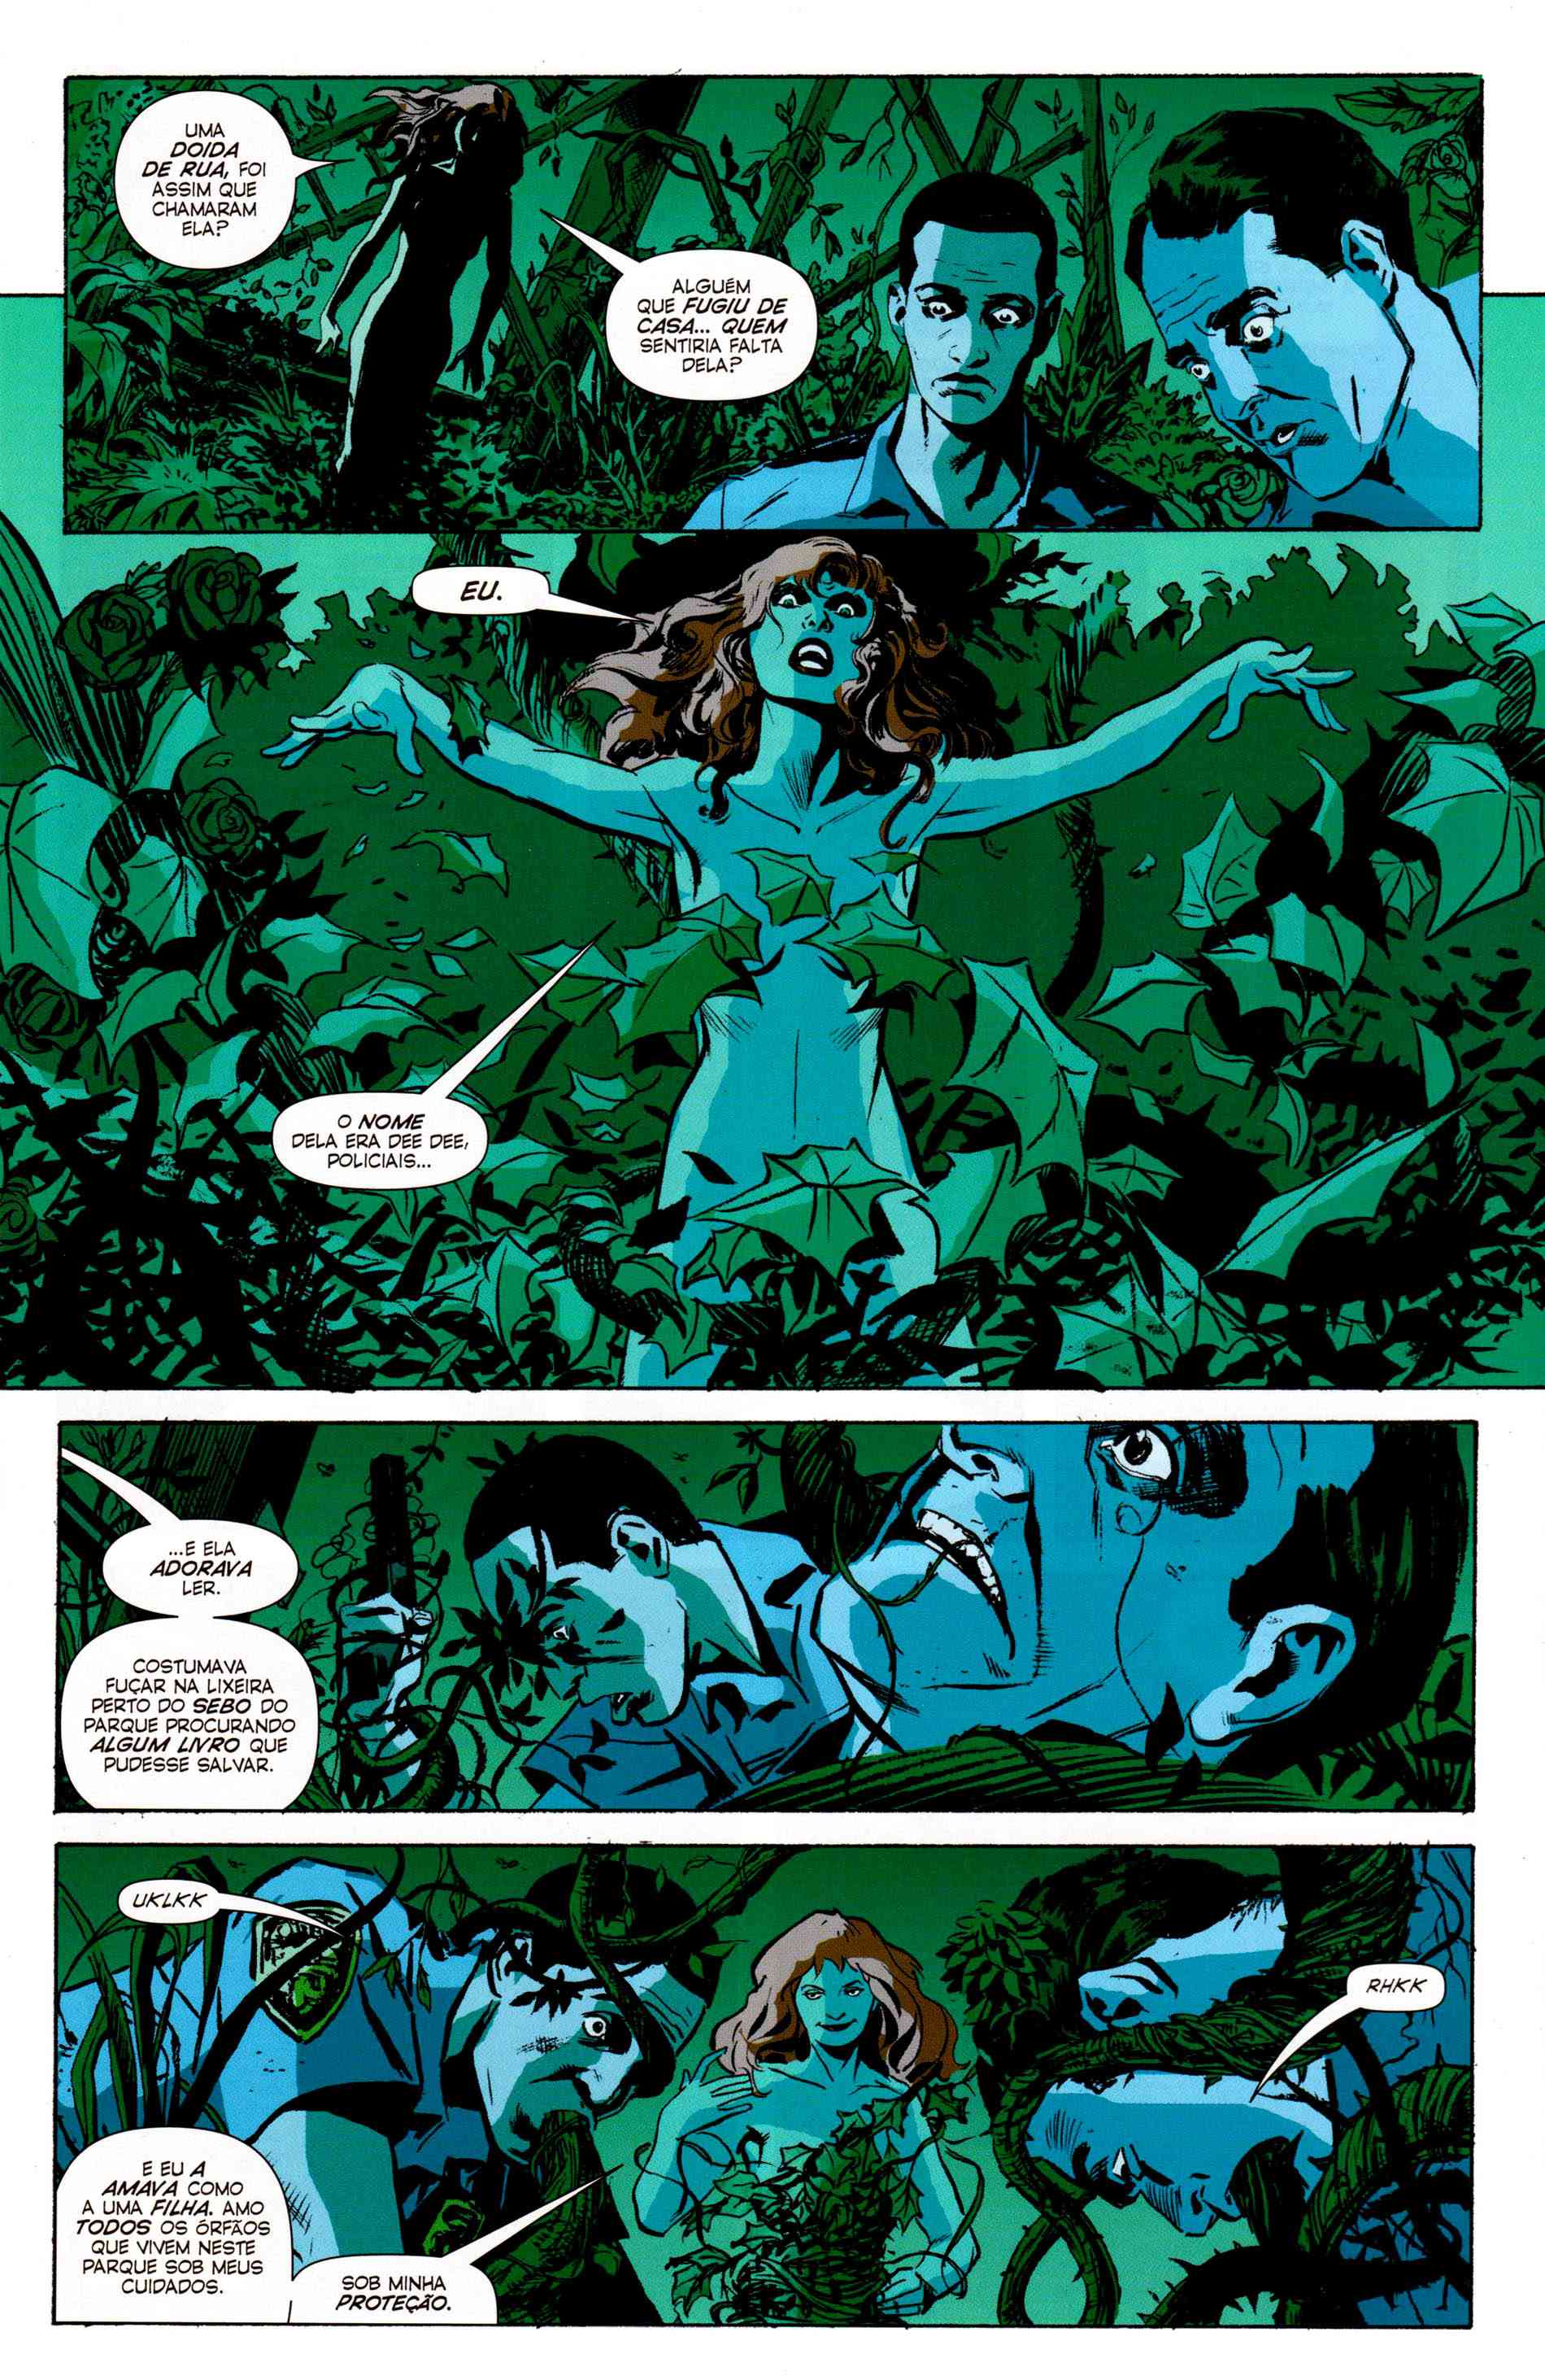 UMA
DOIDA
DE RUA, FOI
ASSIM QUE
CHAMARAM
ELA?
ALGUÉM
QUE FUGIU DE
CASA... QUEM
SENTIRIA FALTA
DELA?
EU.
O NOME
DELA ERA DEE DEE,
POLICIAIS...
...E ELA
ADORAVA
LER.
COSTUMAVA
FUÇAR NA LIXEIRA
PERTO DO SEBO DO
PARQUE PROCURANDO
ALGUM LIVRO QUE
PUDESSE SALVAR.
UKLKK
RHKK
E EU A
AMAVA COMO
A UMA FILHA. AMO
TODOS OS ÓRFÃOS
QUE VIVEM NESTE
PARQUE SOB MEUS
CUIDADOS.
SOB MINHA
PROTEÇÃO.